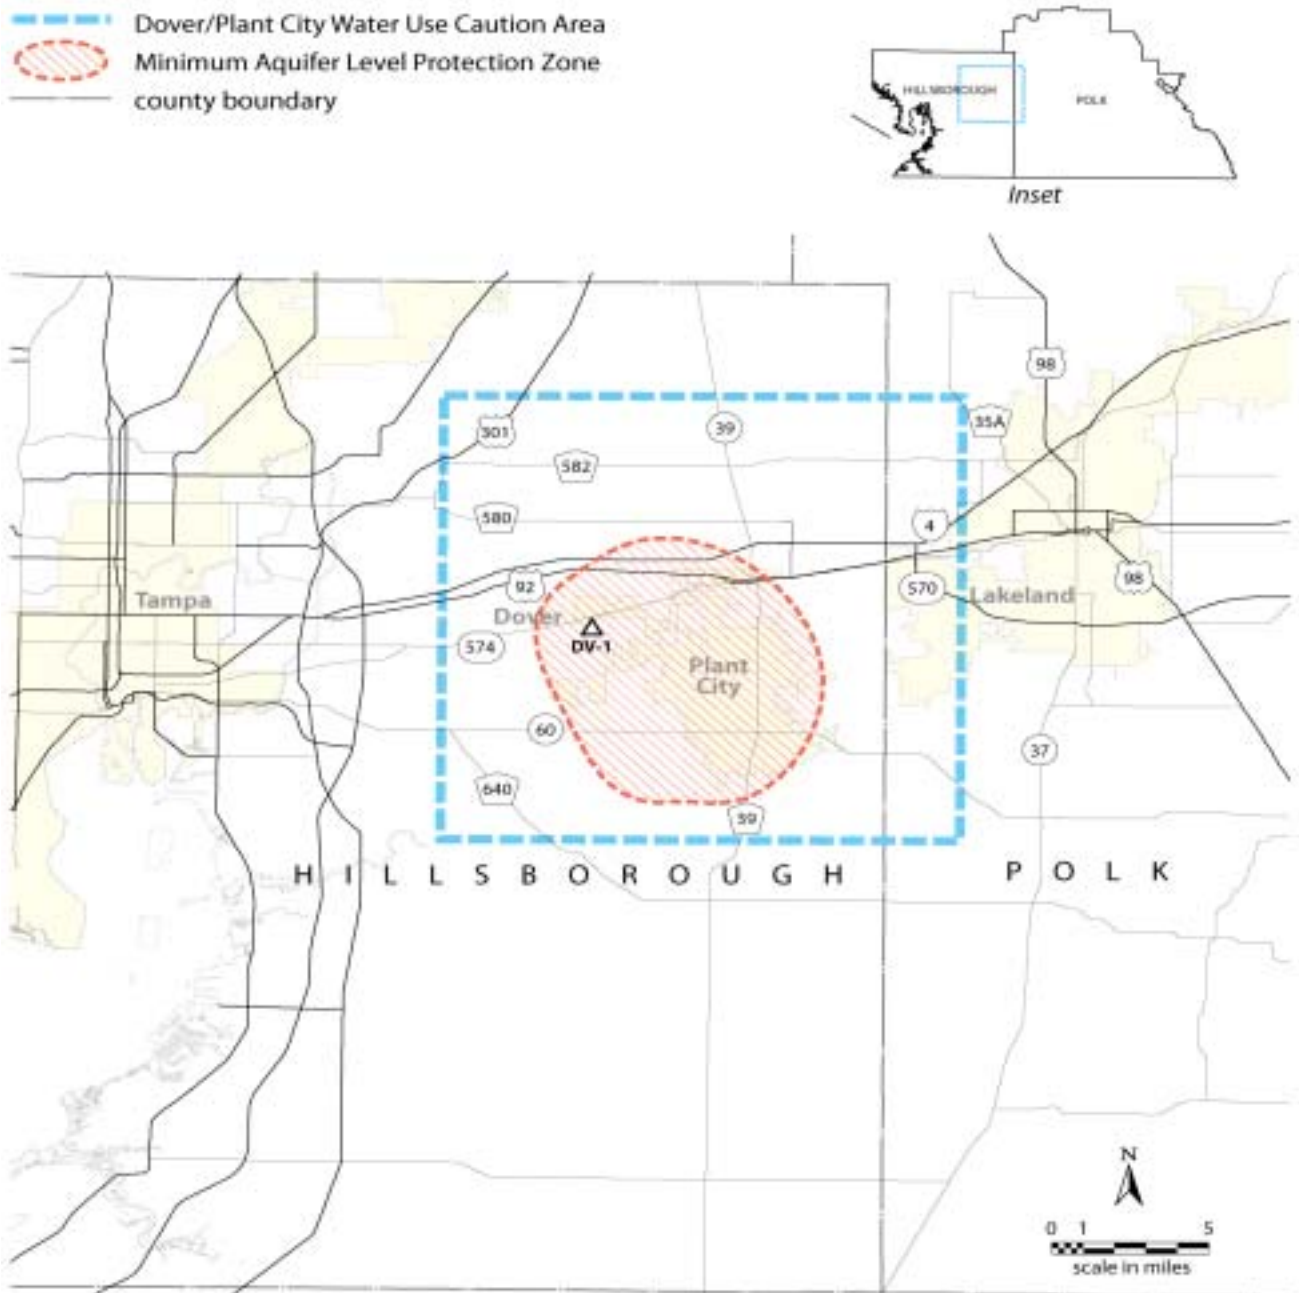 Dover/Plant City Water Use Caution Area
Minimum Aquifer Level Protection Zone
county boundary
HILLSBOROUGH
POLK
Inset
98
35A
301
39
582
580
4
92
570
98
Tampa
Dover
Lakeland
DV-1
574
Plant
City
60
37
640
39
HILLSBOROUGH
POLK
N
0 1 5
scale in miles